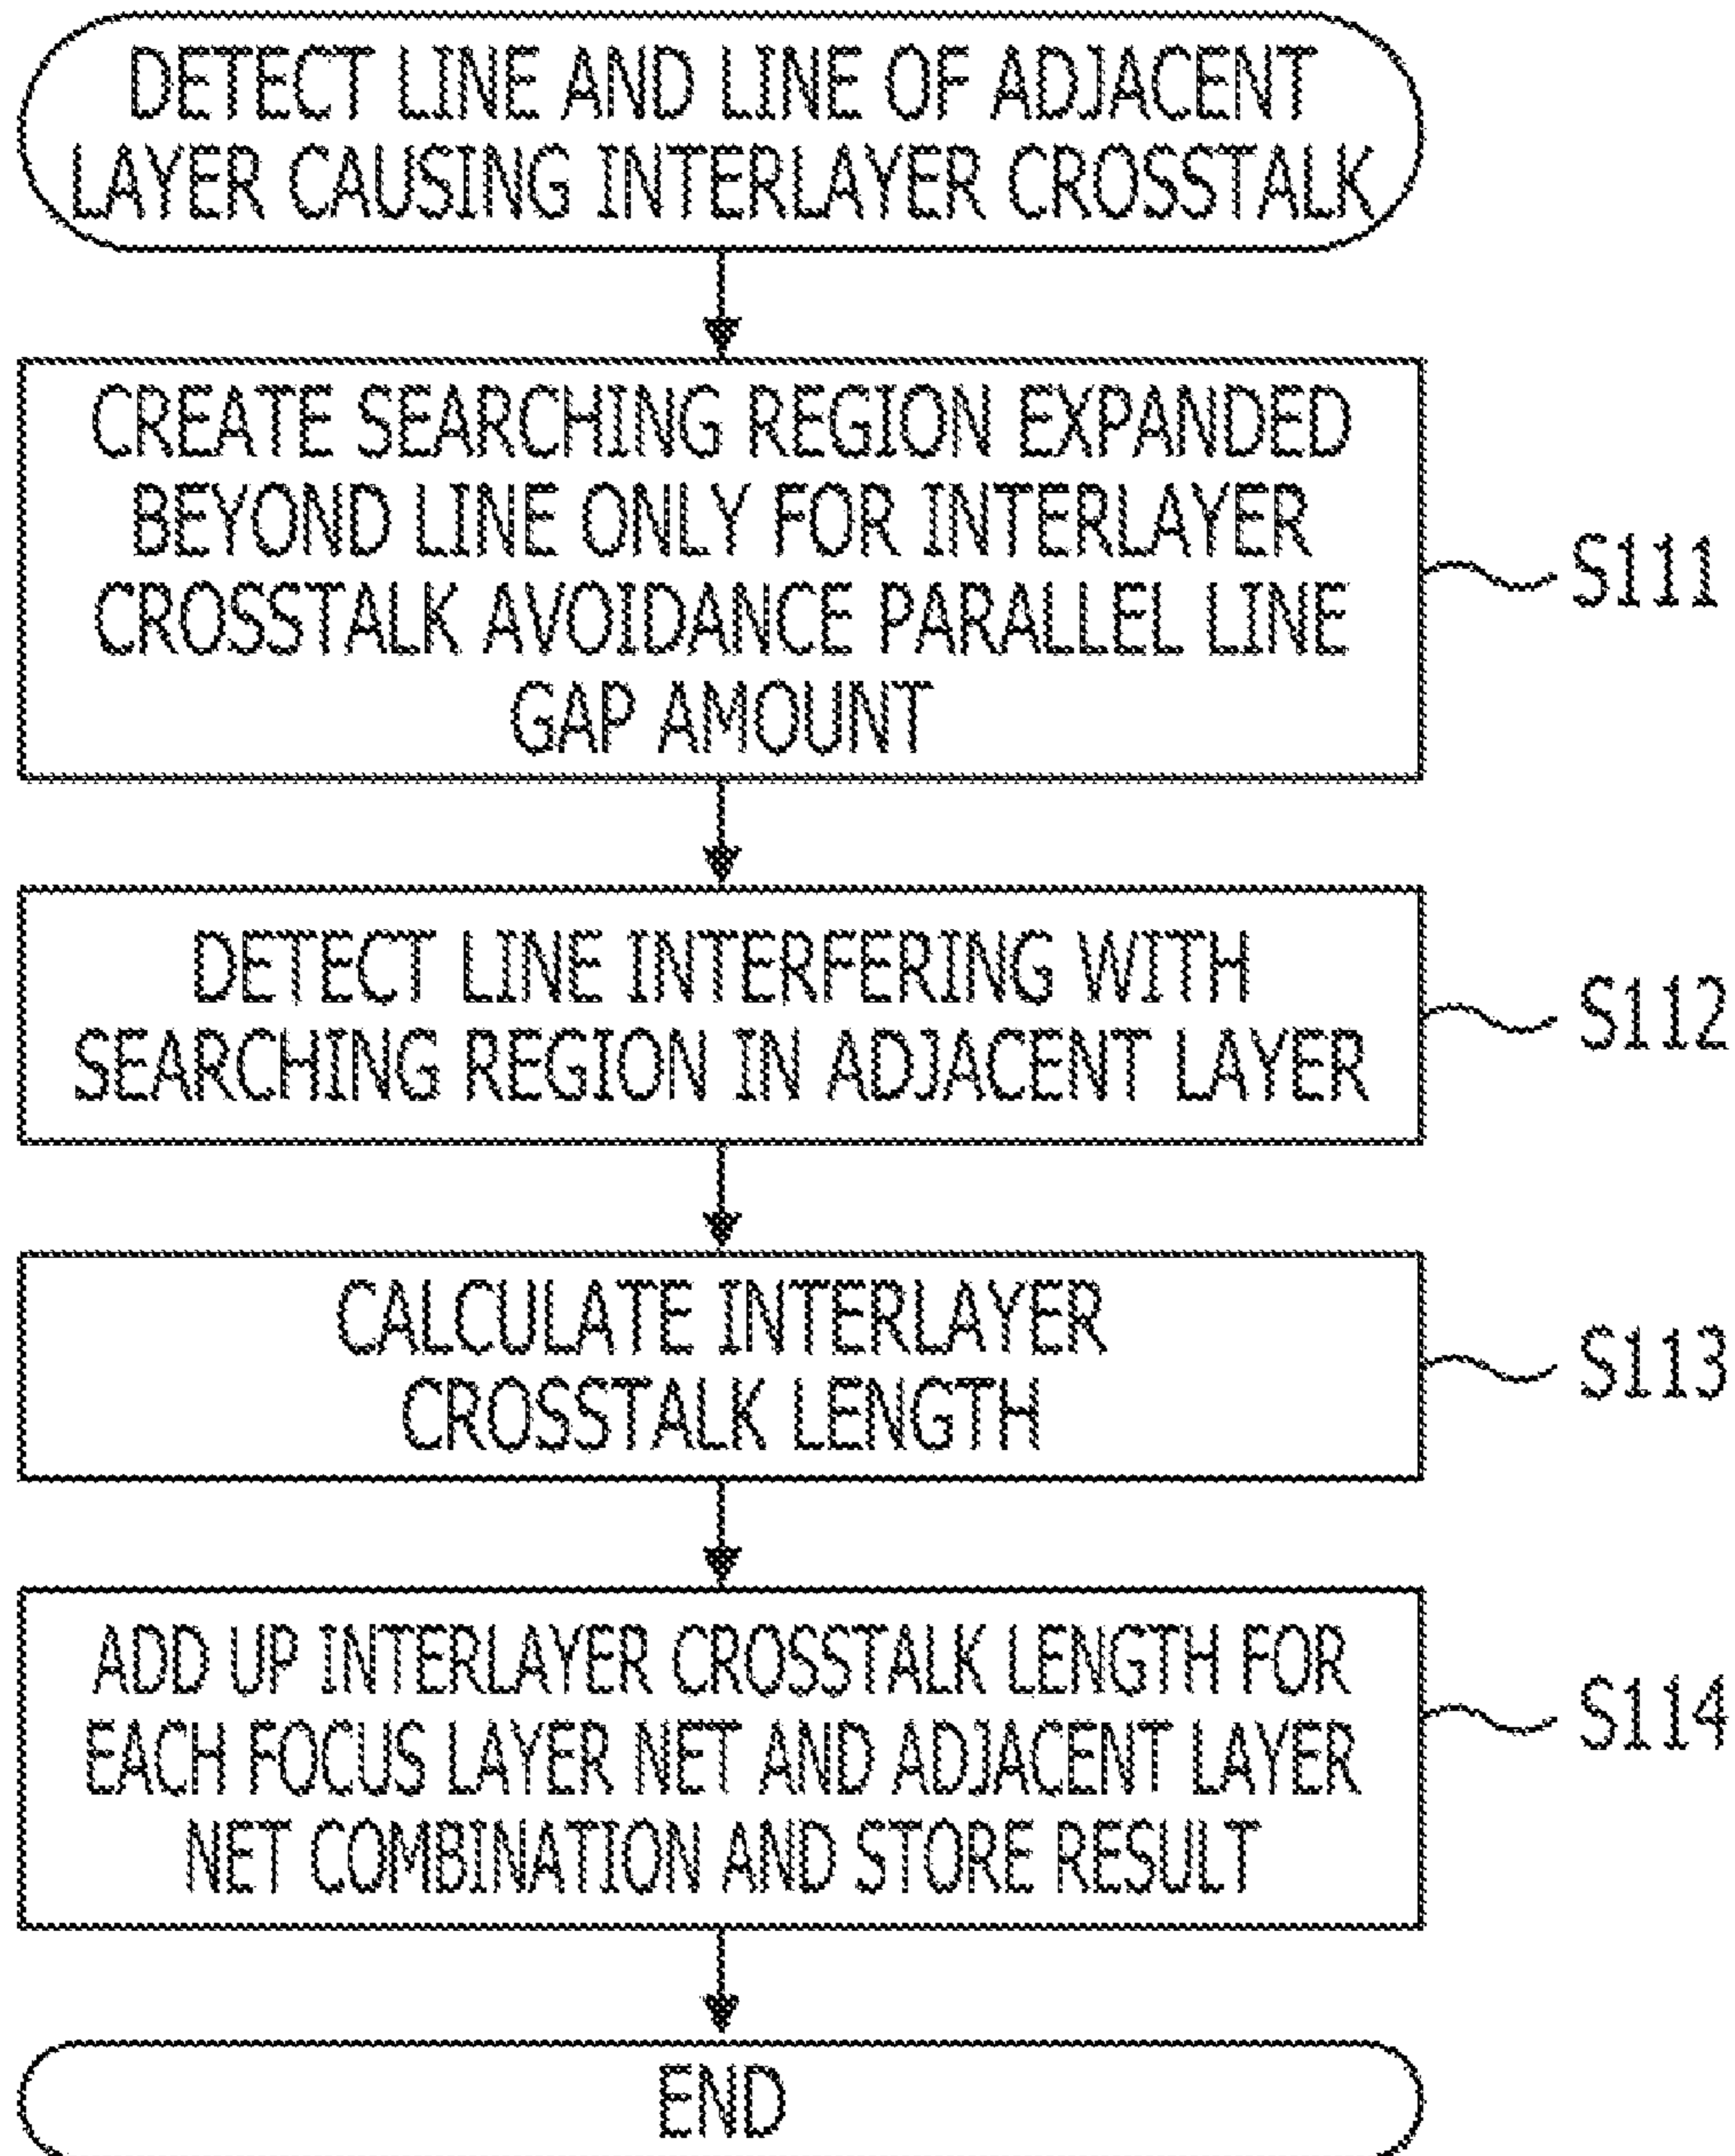 DETECT LINE AND LINE OF ADJACENT
LAYER CAUSING INTERLAYER CROSSTALK
CREATE SEARCHING REGION EXPANDED
BEYOND LINE ONLY FOR INTERLAYER
CROSSTALK AVOIDANCE PARALLEL LINE
GAP AMOUNT
S111
DETECT LINE INTERFERING WITH
SEARCHING REGION IN ADJACENT LAYER
S112
CALCULATE INTERLAYER
CROSSTALK LENGTH
S113
ADD UP INTERLAYER CROSSTALK LENGTH FOR
EACH FOCUS LAYER NET AND ADJACENT LAYER
NET COMBINATION AND STORE RESULT
S114
END